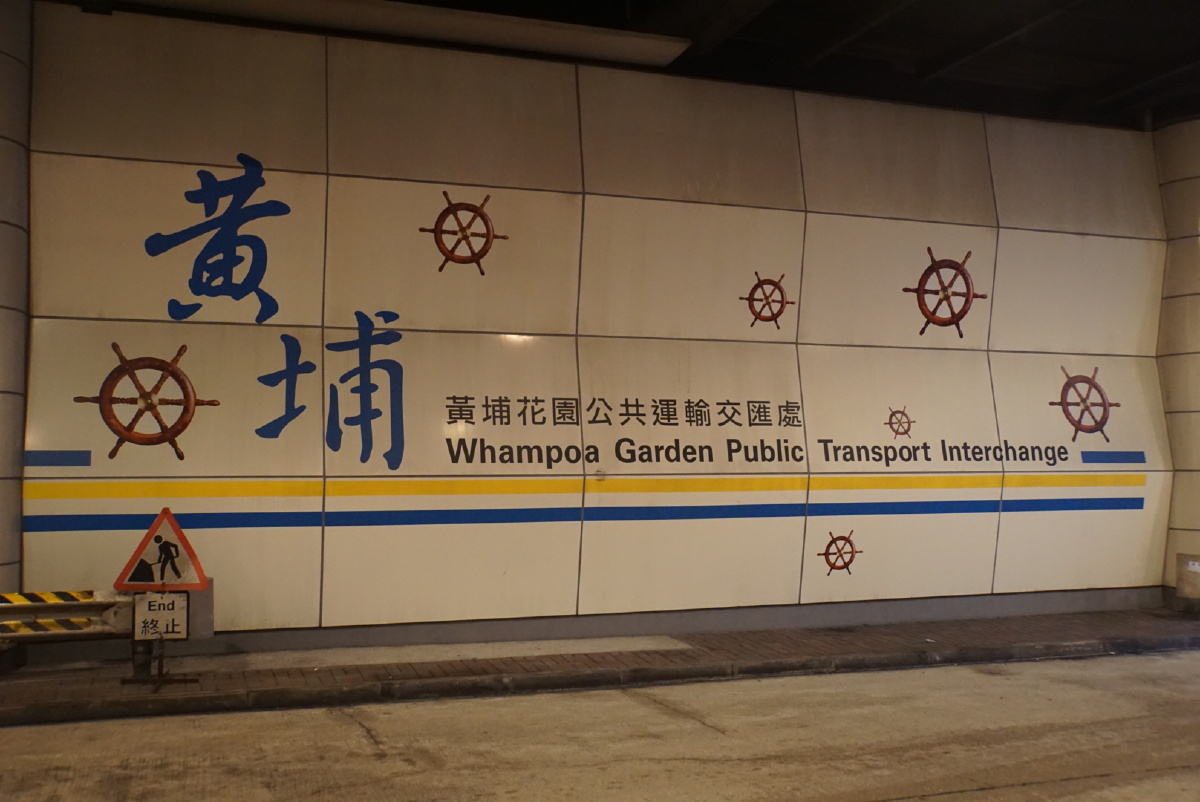 黃埔
黃埔花園公共運輸交匯處
Whampoa Garden Public Transport Interchange
End
終止